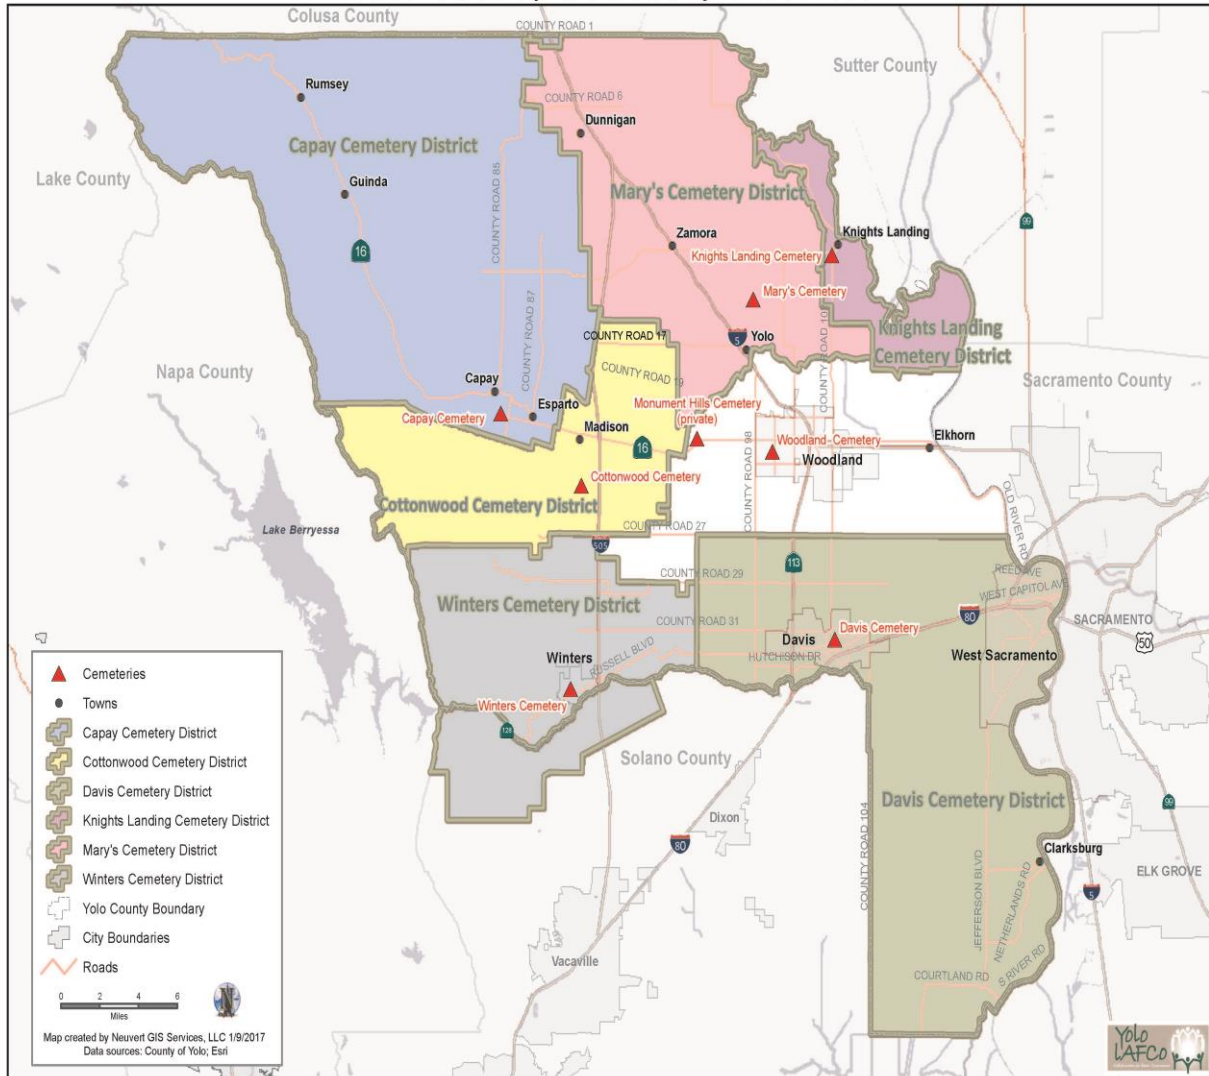 Colusa County
COUNTY ROAD 1
Sutter County
Rumsey
COUNTY ROAD 6
Dunnigan
Capay Cemetery District
Lake County
Guinda
COUNTY ROAD 85
Mary's Cemetery District
99
Zamora
Knights Landing
16
Knights Landing Cemetery
Mary's Cemetery
COUNTY ROAD 87
Knights Landing
Cemetery District
COUNTY ROAD 17
5
Yolo
Napa County
COUNTY ROAD 19
Sacramento County
Capay
Esparto
Capay Cemetery
Monument Hills Cemetery
(private)
Madison
16
COUNTY ROAD 98
Woodland Cemetery
Woodland
Elkhorn
Cottonwood Cemetery
Cottonwood Cemetery District
OLD RIVER RD
Lake Berryessa
COUNTY ROAD 27
505
113
COUNTY ROAD 29
REED AVE
WEST CAPITOL AVE
Winters Cemetery District
80
COUNTY ROAD 31
Davis Cemetery
SACRAMENTO
50
Davis
HUTCHISON DR
West Sacramento
Winters
RUSSELL BLVD
Winters Cemetery
128
Solano County
Davis Cemetery District
99
Dixon
80
COUNTY ROAD 104
Clarksburg
ELK GROVE
5
JEFFERSON BLVD
NETHERLANDS RD
Vacaville
COURTLAND RD
S RIVER RD
Cemeteries
Towns
Capay Cemetery District
Cottonwood Cemetery District
Davis Cemetery District
Knights Landing Cemetery District
Mary's Cemetery District
Winters Cemetery District
Yolo County Boundary
City Boundaries
Roads
0 2 4 6
Miles
N
Map created by Neuvert GIS Services, LLC 1/9/2017
Data sources: County of Yolo; Esri
Yolo
LAFCo